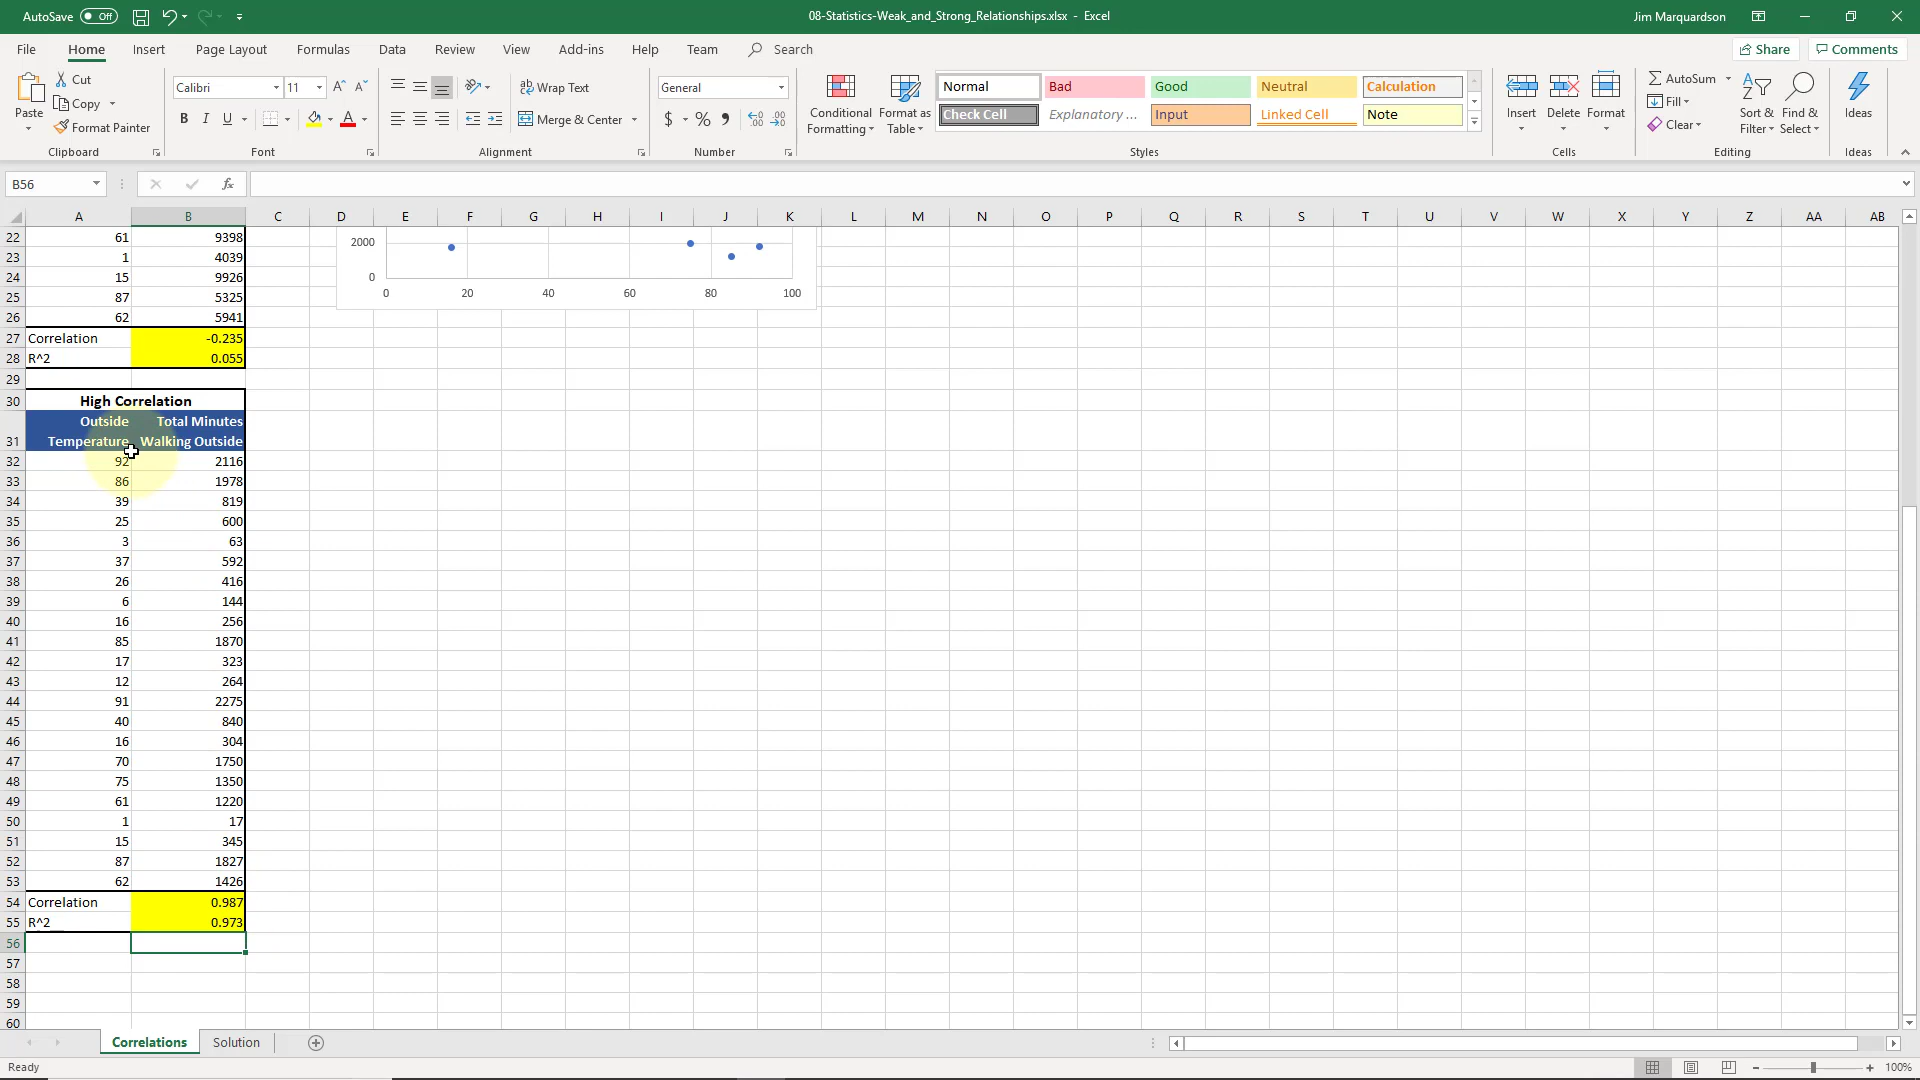 AutoSave Off 08-Statistics-Weak_and_Strong_Relationships.xlsx - Excel Jim Marquardson
File Home Insert Page Layout Formulas Data Review View Add-ins Help Team Search Share Comments
Paste Cut Copy Format Painter
Calibri 11 B I U A
Wrap Text Merge & Center
General $ % ,
Conditional Formatting Format as Table
Normal Bad Good Neutral Calculation
Check Cell Explanatory ... Input Linked Cell Note
Insert Delete Format
AutoSum Fill Clear Sort & Filter Find & Select Ideas
Clipboard Font Alignment Number Styles Cells Editing Ideas
B56 fx
A B C D E F G H I J K L M N O P Q R S T U V W X Y Z AA AB
22 61 9398 2000
23 1 4039
24 15 9926 0
25 87 5325 0 20 40 60 80 100
26 62 5941
27 Correlation -0.235
28 R^2 0.055
29
30 High Correlation
Outside Total Minutes
31 Temperature Walking Outside
32 92 2116
33 86 1978
34 39 819
35 25 600
36 3 63
37 37 592
38 26 416
39 6 144
40 16 256
41 85 1870
42 17 323
43 12 264
44 91 2275
45 40 840
46 16 304
47 70 1750
48 75 1350
49 61 1220
50 1 17
51 15 345
52 87 1827
53 62 1426
54 Correlation 0.987
55 R^2 0.973
56
57
58
59
60
Correlations Solution
Ready 100%